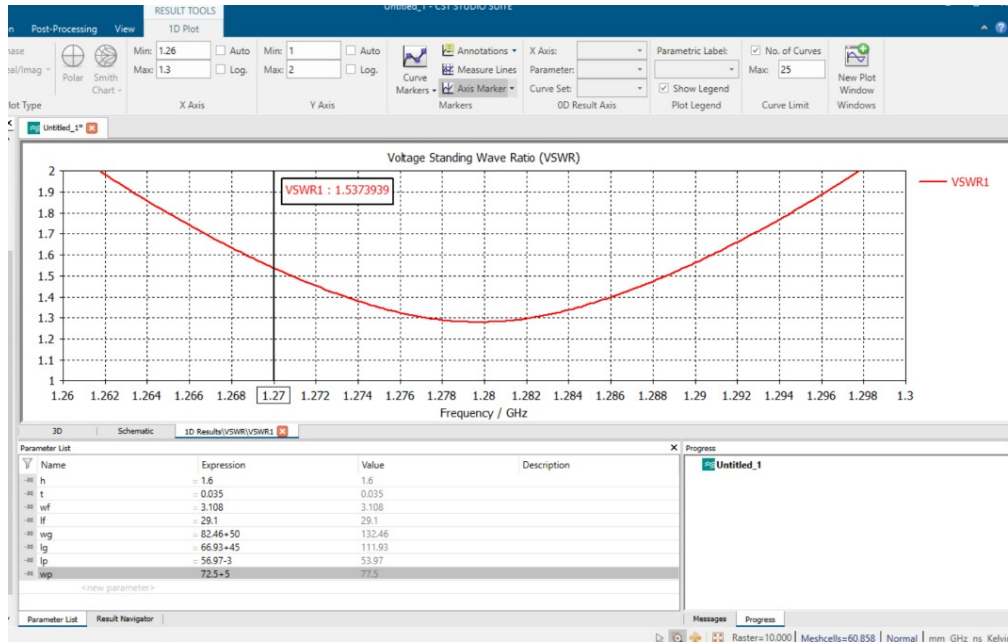 Untitled_1 - CST STUDIO SUITE
RESULT TOOLS
Post-Processing View 1D Plot
Polar
Smith Chart
Min: 1.26 Auto
Max: 1.3 Log.
X Axis
Min: 1 Auto
Max: 2 Log.
Y Axis
Curve Markers
Annotations
Measure Lines
Axis Marker
Markers
X Axis:
Parameter:
Curve Set:
0D Result Axis
Parametric Label:
Show Legend
Plot Legend
No. of Curves
Max: 25
Curve Limit
New Plot Window
Windows
Untitled_1*
Voltage Standing Wave Ratio (VSWR)
2
1.9
1.8
1.7
1.6
1.5
1.4
1.3
1.2
1.1
1
VSWR1 : 1.5373939
VSWR1
1.26 1.262 1.264 1.266 1.268 1.27 1.272 1.274 1.276 1.278 1.28 1.282 1.284 1.286 1.288 1.29 1.292 1.294 1.296 1.298 1.3
Frequency / GHz
3D Schematic 1D Results\VSWR\VSWR1
Parameter List
Name Expression Value Description
h = 1.6 1.6
t = 0.035 0.035
wf = 3.108 3.108
lf = 29.1 29.1
wg = 82.46+50 132.46
lg = 66.93+45 111.93
lp = 56.97-3 53.97
wp 72.5+5 77.5
<new parameter>
Parameter List Result Navigator
Progress
Untitled_1
Messages Progress
Raster=10.000 Meshcells=60.858 Normal mm GHz ns Kelvin